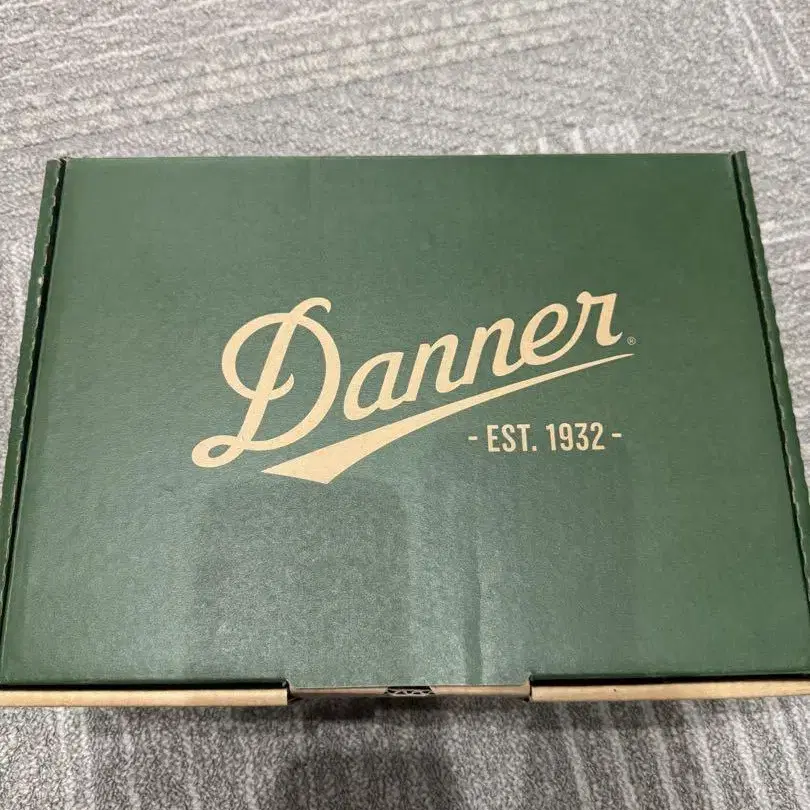 Danner®
- EST. 1932 -